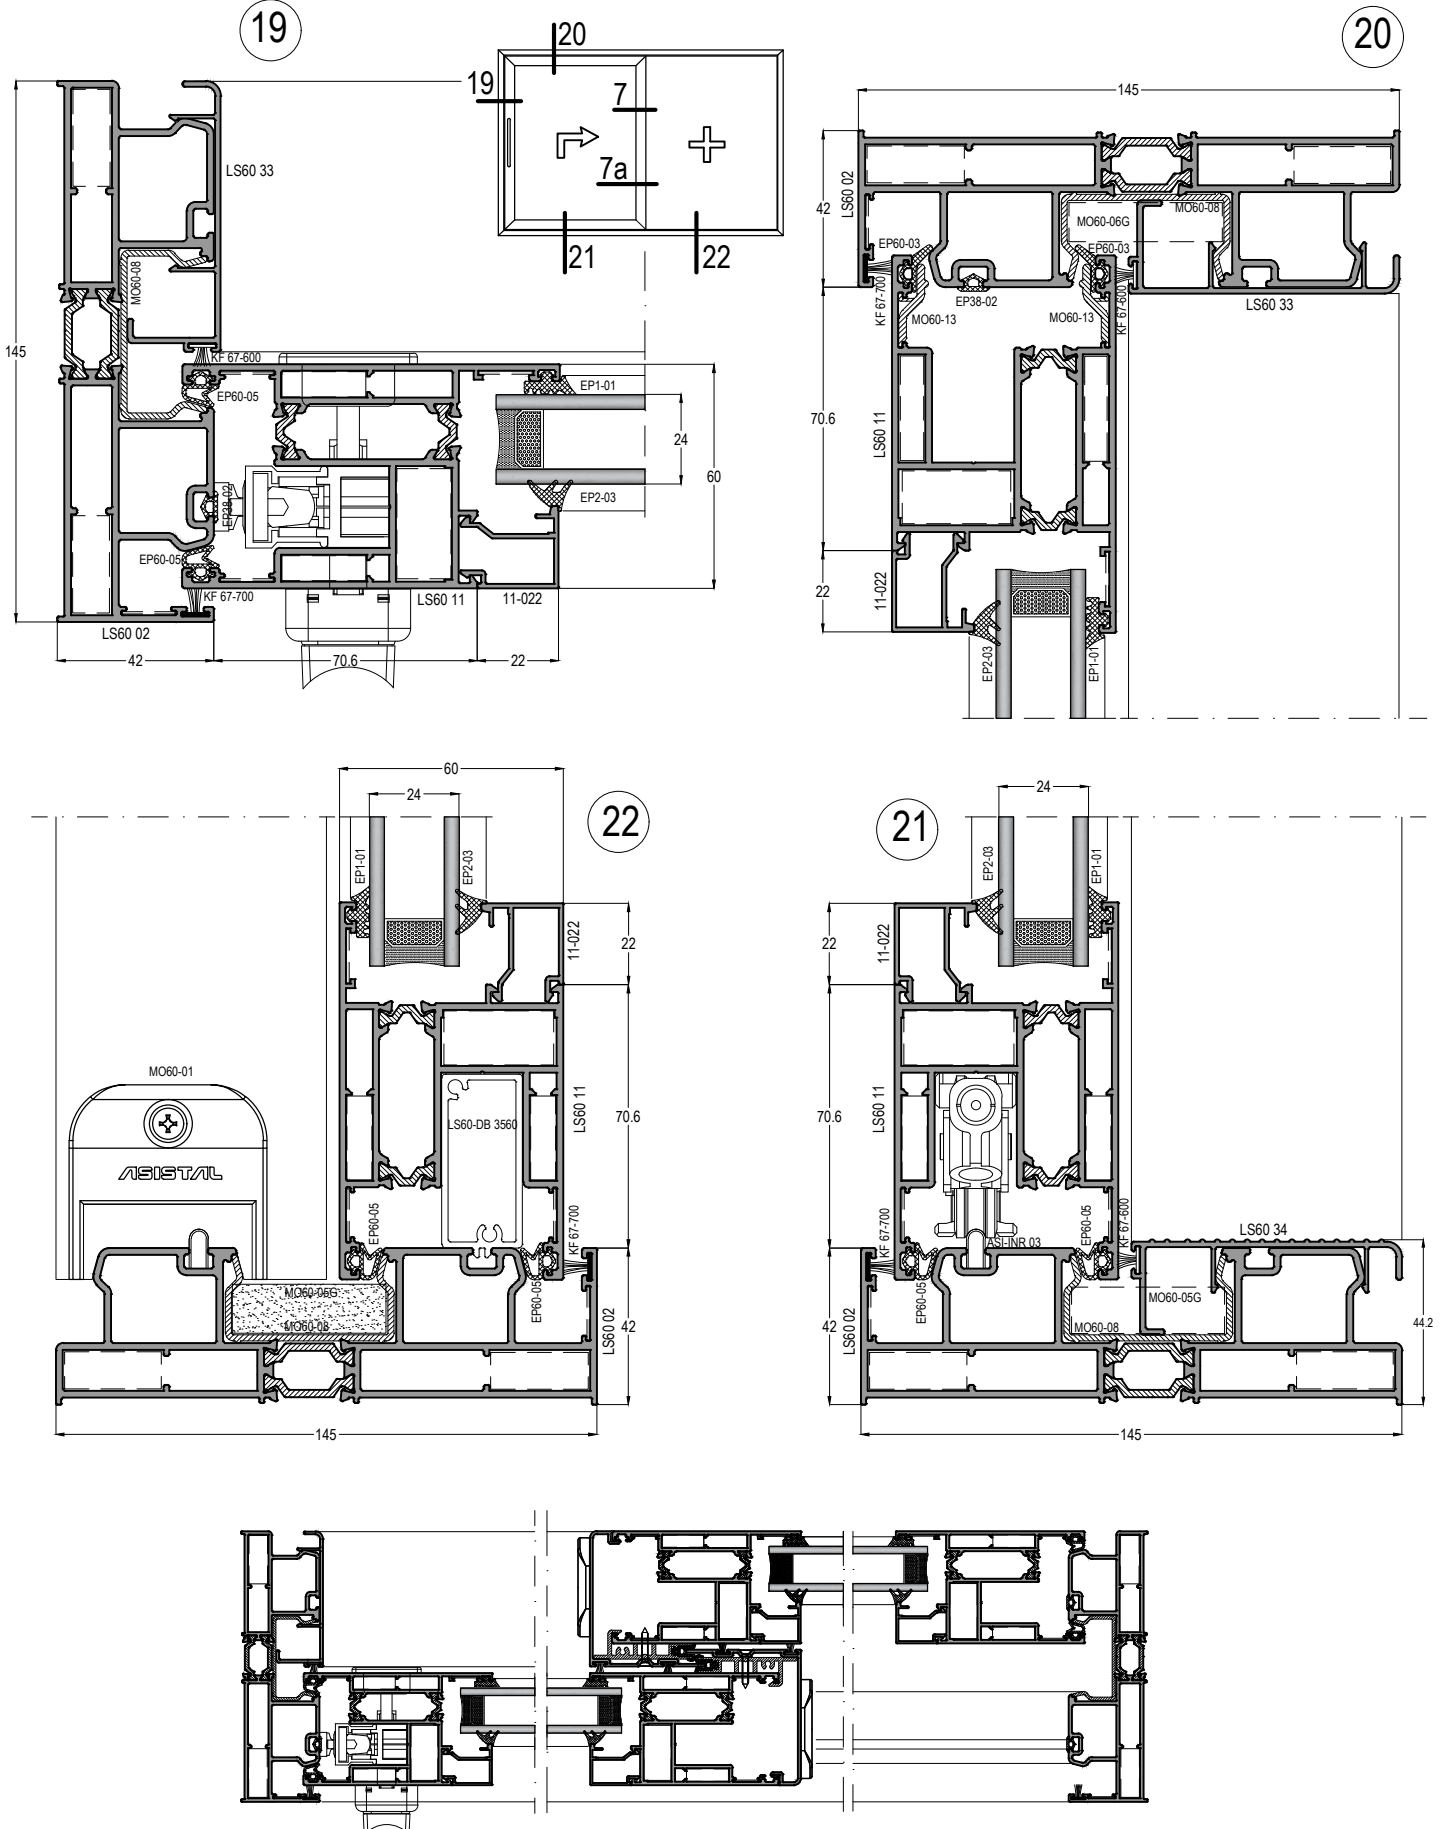 19
145
LS60 33
MO60-08
KF 67-600
EP60-05
EP1-01
24
60
EP38-02
EP2-03
EP60-05
KF 67-700
LS60 11
11-022
LS60 02
42
70.6
22
20
19
7
7a
21
22
20
145
LS60 02
42
MO60-08
MO60-06G
EP60-03
EP60-03
KF 67-700
EP38-02
KF 67-600
LS60 33
MO60-13
MO60-13
70.6
LS60 11
22
11-022
EP2-03
EP1-01
60
24
22
EP1-01
EP2-03
22
11-022
MO60-01
ASISTAL
LS60-DB 3560
LS60 11
70.6
EP60-05
KF 67-700
MO60-05G
MO60-08
EP60-05
LS60 02
42
145
21
24
EP2-03
EP1-01
22
11-022
70.6
LS60 11
KF 67-700
KF 67-600
EP60-05
ASI-INR 03
LS60 34
EP60-05
MO60-05G
MO60-08
42
LS60 02
44.2
145